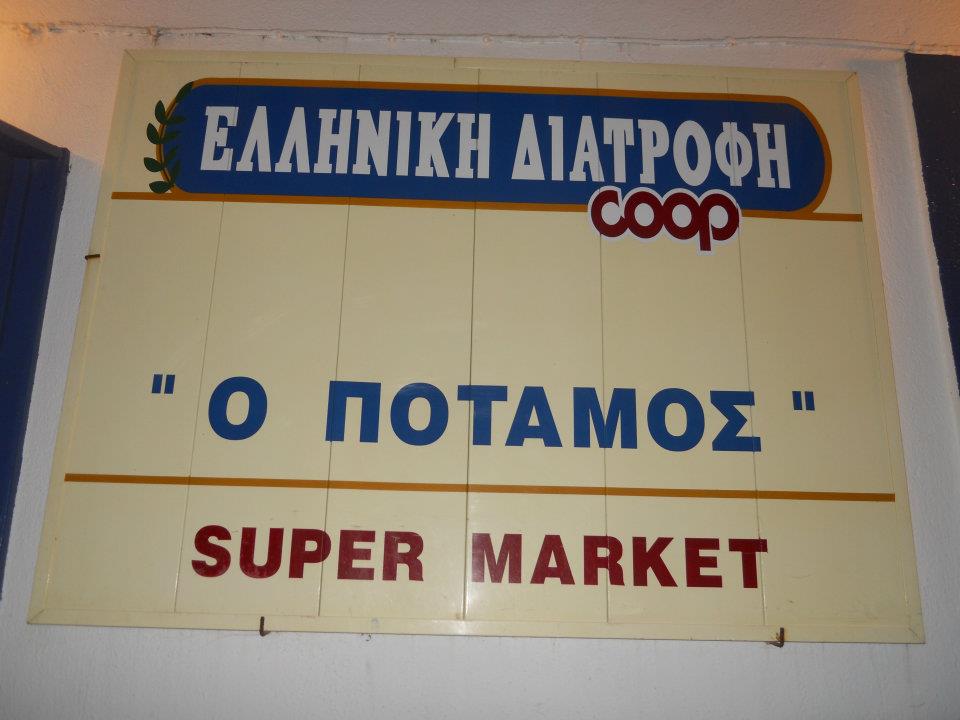 ΕΛΛΗΝΙΚΗ ΔΙΑΤΡΟΦΗ
coop
" Ο ΠΟΤΑΜΟΣ "
SUPER MARKET